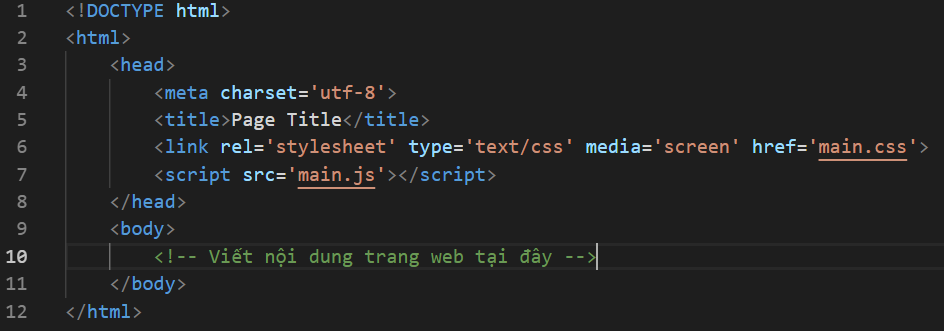 1 <!DOCTYPE html>
2 <html>
3     <head>
4         <meta charset='utf-8'>
5         <title>Page Title</title>
6         <link rel='stylesheet' type='text/css' media='screen' href='main.css'>
7         <script src='main.js'></script>
8     </head>
9     <body>
10         <!-- Viết nội dung trang web tại đây -->
11     </body>
12 </html>